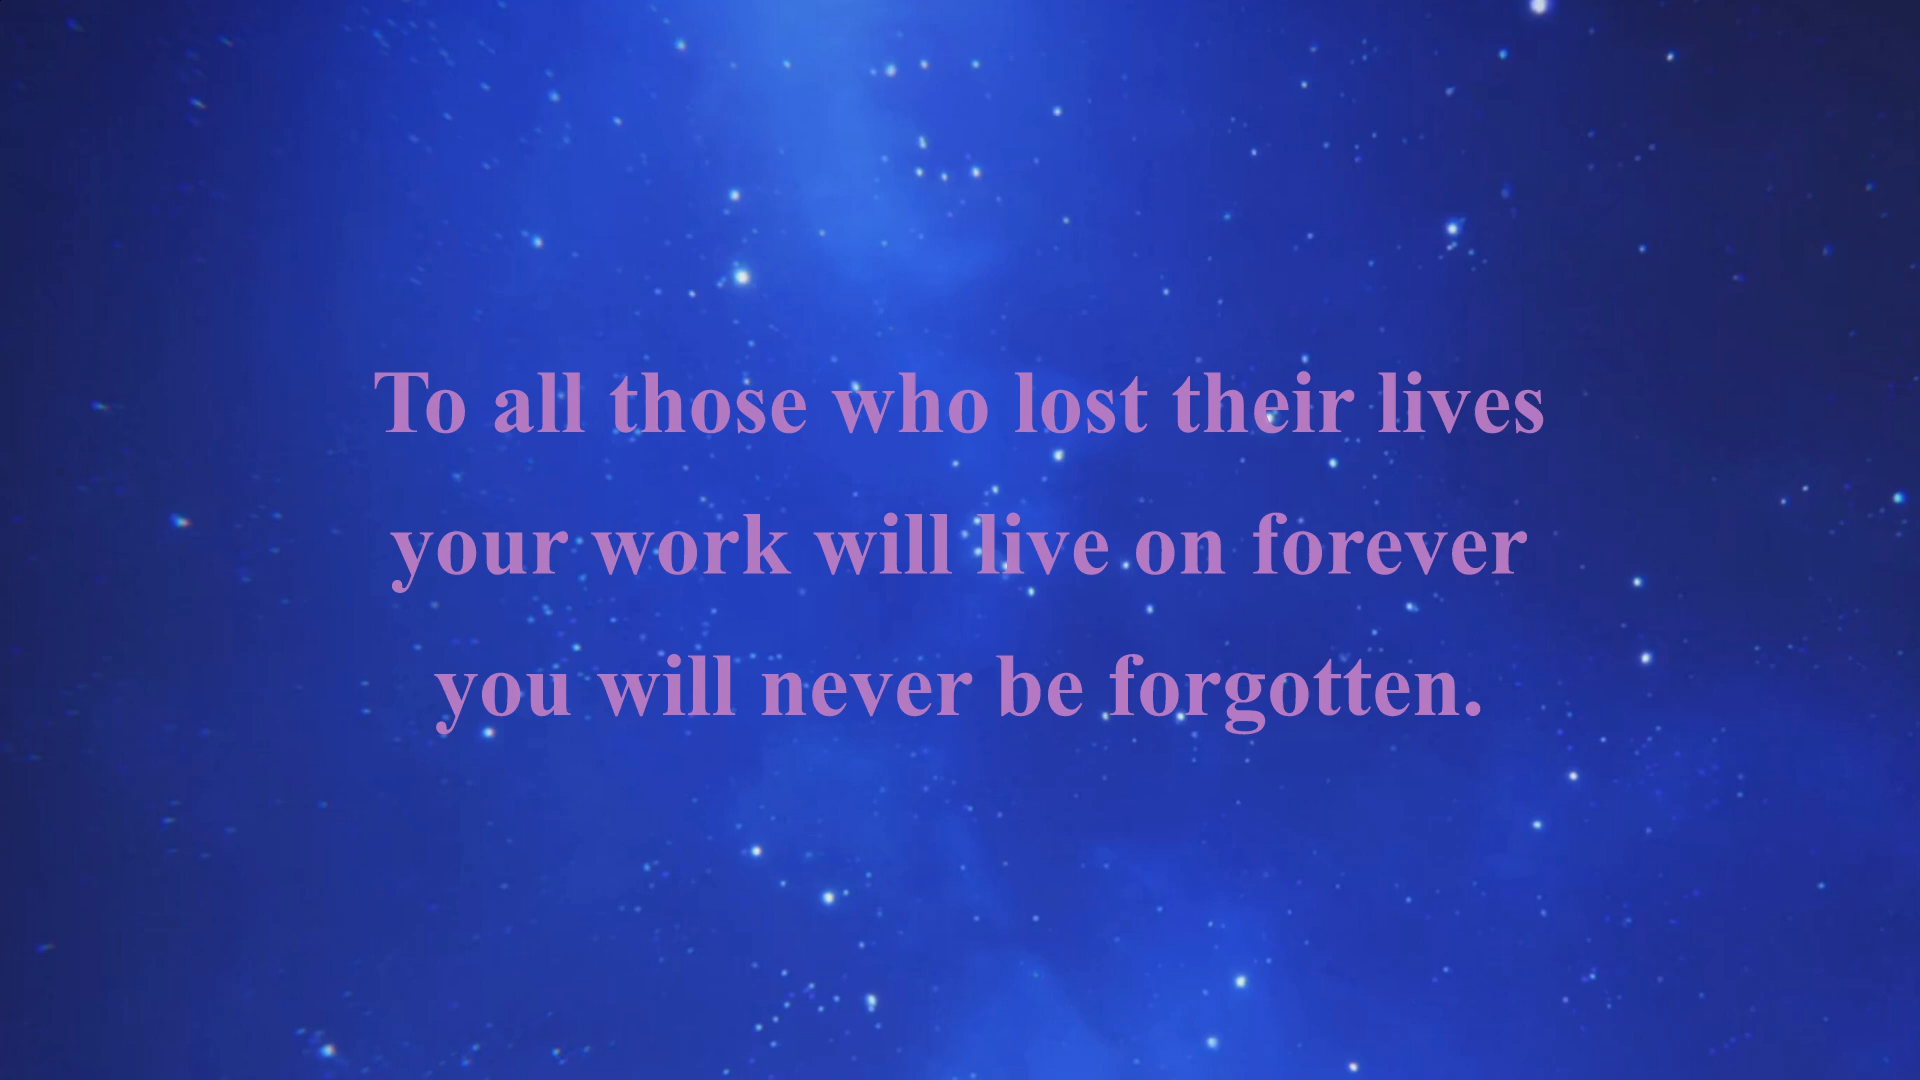 To all those who lost their lives
your work will live on forever
you will never be forgotten.